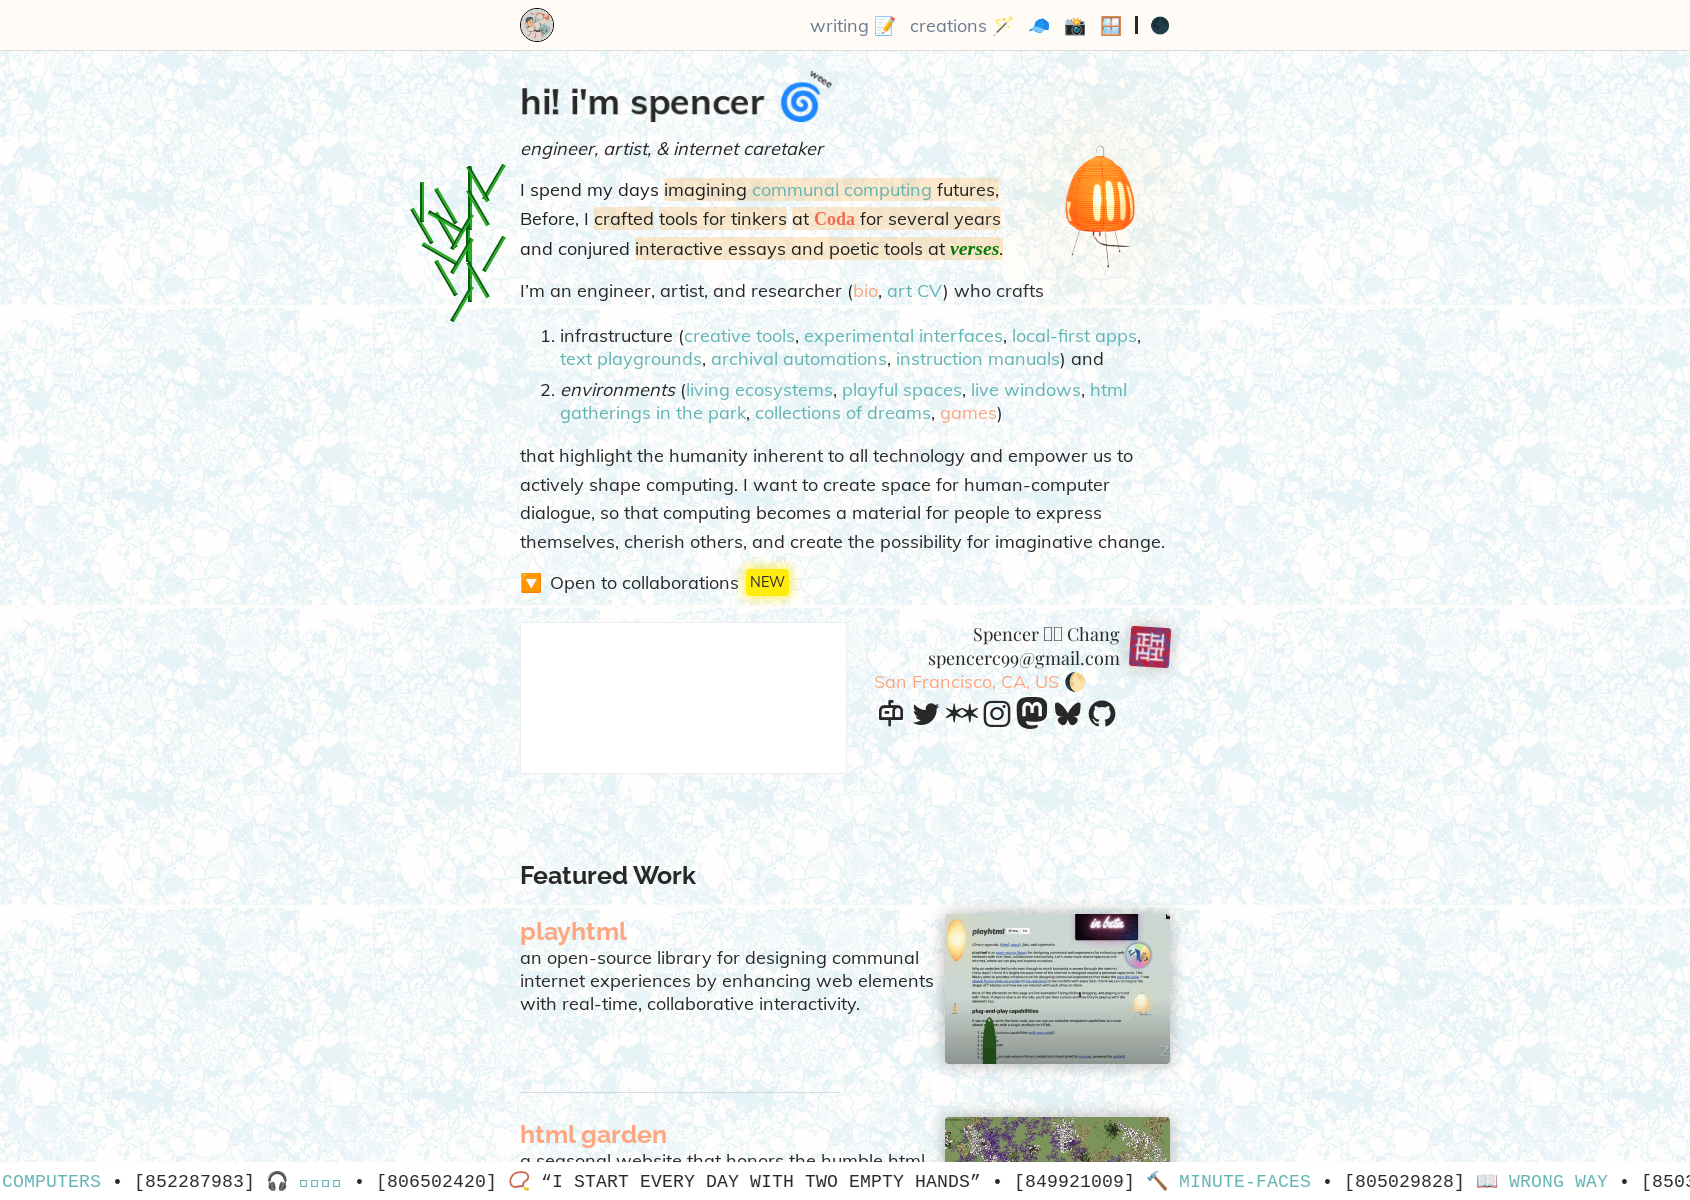 writing 📝 creations 🪄 🧢 📸 🪟 | 🌑
weee
hi! i'm spencer 🌀
engineer, artist, & internet caretaker
I spend my days imagining communal computing futures,
Before, I crafted tools for tinkers at Coda for several years
and conjured interactive essays and poetic tools at verses.
I’m an engineer, artist, and researcher (bio, art CV) who crafts
1. infrastructure (creative tools, experimental interfaces, local-first apps,
text playgrounds, archival automations, instruction manuals) and
2. environments (living ecosystems, playful spaces, live windows, html
gatherings in the park, collections of dreams, games)
that highlight the humanity inherent to all technology and empower us to
actively shape computing. I want to create space for human-computer
dialogue, so that computing becomes a material for people to express
themselves, cherish others, and create the possibility for imaginative change.
🔽 Open to collaborations NEW
Spencer Chang
spencerc99@gmail.com
San Francisco, CA, US 🌔
Featured Work
playhtml
an open-source library for designing communal
internet experiences by enhancing web elements
with real-time, collaborative interactivity.
in beta
playhtml
plug-and-play capabilities
html garden
a seasonal website that honors the humble html
COMPUTERS • [852287983] 🎧 • [806502420] 📿 “I START EVERY DAY WITH TWO EMPTY HANDS” • [849921009] 🔨 MINUTE-FACES • [805029828] 📖 WRONG WAY • [8503